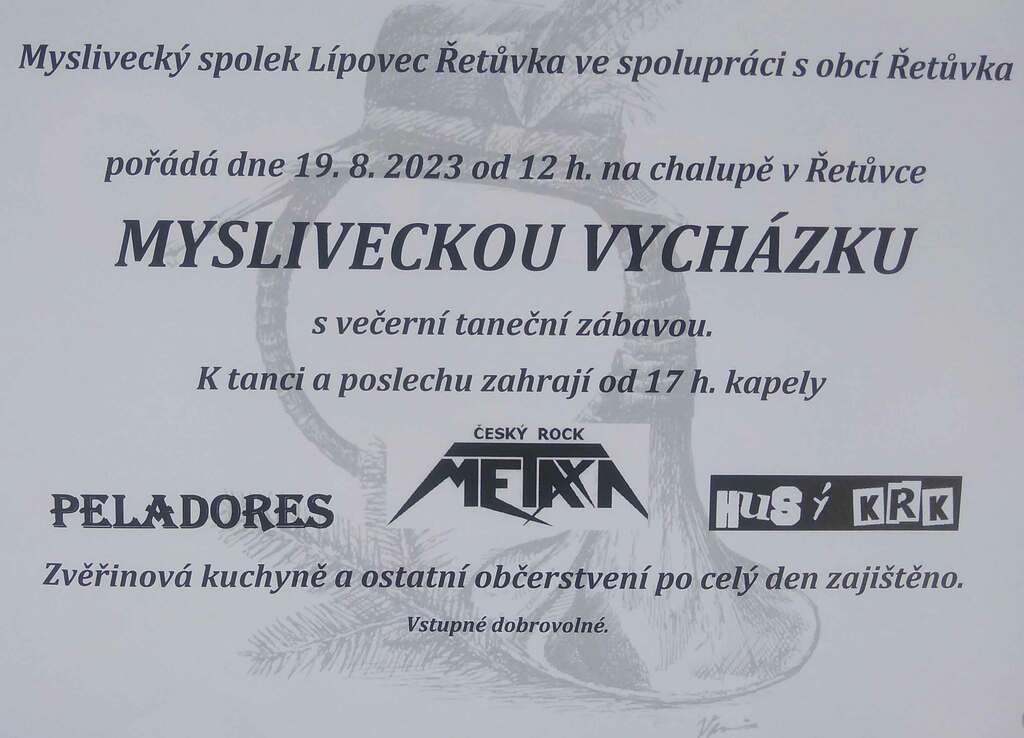 Myslivecký spolek Lípovec Řetůvka ve spolupráci s obcí Řetůvka
pořádá dne 19. 8. 2023 od 12 h. na chalupě v Řetůvce
MYSLIVECKOU VYCHÁZKU
s večerní taneční zábavou.
K tanci a poslechu zahrají od 17 h. kapely
ČESKÝ ROCK
METAXA
PELADORES
HUSÝ KRK
Zvěřinová kuchyně a ostatní občerstvení po celý den zajištěno.
Vstupné dobrovolné.